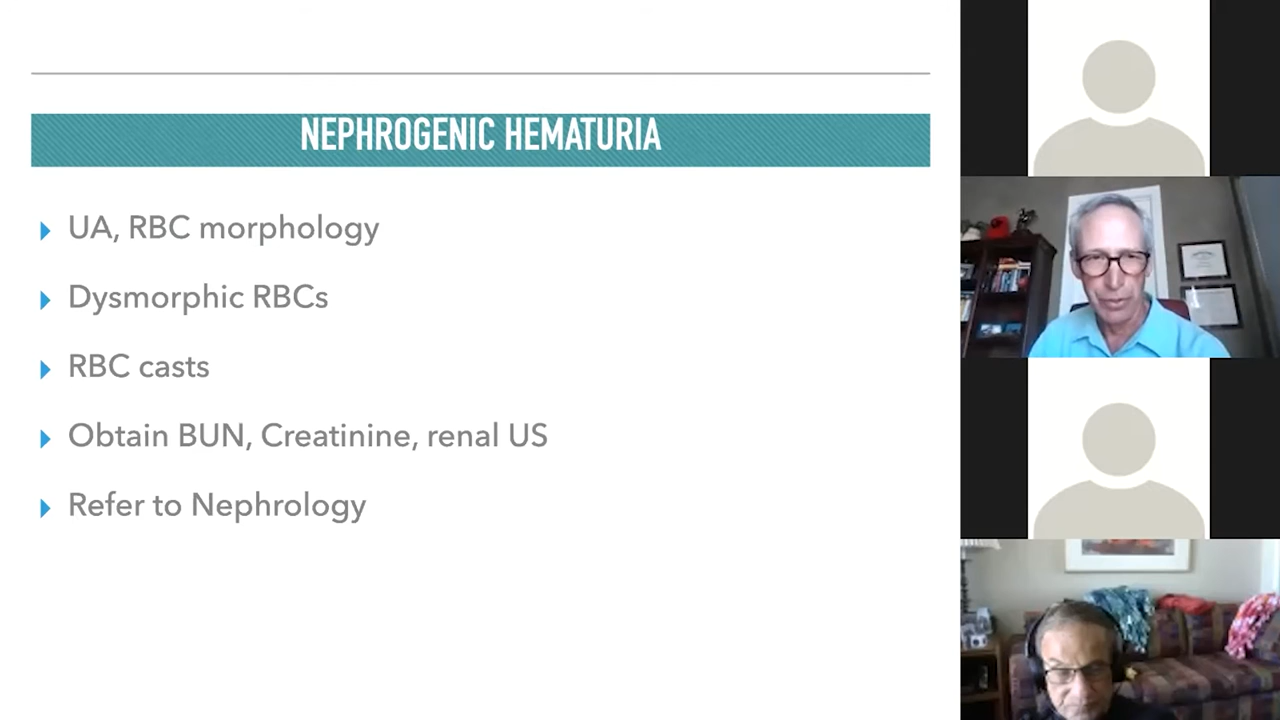 NEPHROGENIC HEMATURIA
UA, RBC morphology
Dysmorphic RBCs
RBC casts
Obtain BUN, Creatinine, renal US
Refer to Nephrology